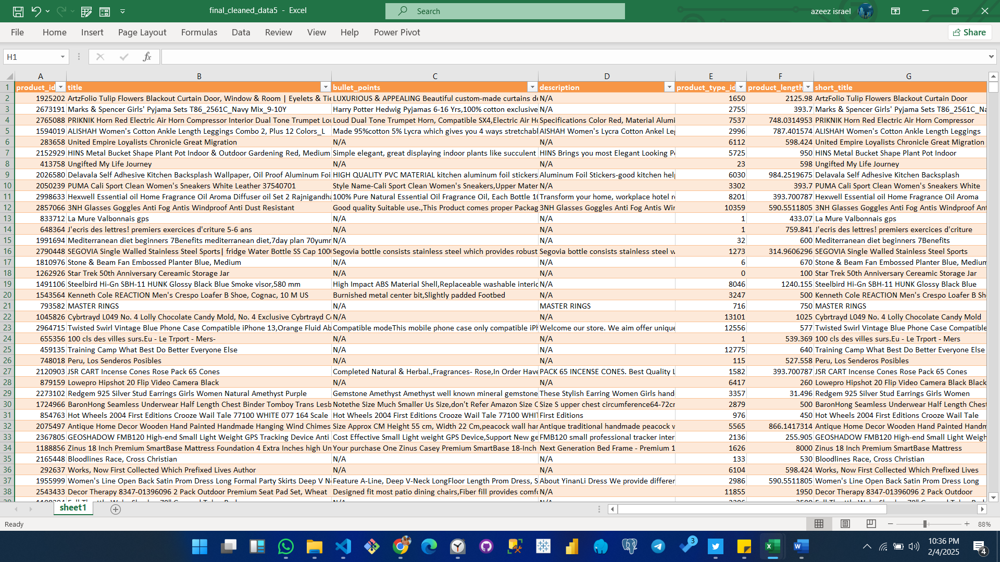 final_cleaned_data5 - Excel
Search
azeez israel
File Home Insert Page Layout Formulas Data Review View Help Power Pivot
Share
H1
fx
A B C D E F G
1 product_id title bullet_points description product_type_id product_length short_title
2 1925202 ArtzFolio Tulip Flowers Blackout Curtain Door, Window & Room | Eyelets & Tie LUXURIOUS & APPEALING Beautiful custom-made curtains de N/A 1650 2125.98 ArtzFolio Tulip Flowers Blackout Curtain Door
3 2673191 Marks & Spencer Girls' Pyjama Sets T86_2561C_Navy Mix_9-10Y Harry Potter Hedwig Pyjamas 6-16 Yrs,100% cotton exclusive N/A 2755 393.7 Marks & Spencer Girls' Pyjama Sets T86_2561C_Na
4 2765088 PRIKNIK Horn Red Electric Air Horn Compressor Interior Dual Tone Trumpet Lou Loud Dual Tone Trumpet Horn, Compatible SX4,Electric Air Ho Specifications Color Red, Material Alumi 7537 748.0314953 PRIKNIK Horn Red Electric Air Horn Compressor
5 1594019 ALISHAH Women's Cotton Ankle Length Leggings Combo 2, Plus 12 Colors_L Made 95%cotton 5% Lycra which gives you 4 ways stretchabl AISHAH Women's Lycra Cotton Ankel Leg 2996 787.401574 ALISHAH Women's Cotton Ankle Length Leggings
6 283658 United Empire Loyalists Chronicle Great Migration N/A N/A 6112 598.424 United Empire Loyalists Chronicle Great Migration
7 2152929 HINS Metal Bucket Shape Plant Pot Indoor & Outdoor Gardening Red, Medium Simple elegant, great displaying indoor plants like succulent HINS Brings you most Elegant Looking Po 5725 950 HINS Metal Bucket Shape Plant Pot Indoor
8 413758 Ungifted My Life Journey N/A N/A 23 598 Ungifted My Life Journey
9 2026580 Delavala Self Adhesive Kitchen Backsplash Wallpaper, Oil Proof Aluminum Foi HIGH QUALITY PVC MATERIAL kitchen aluminum foil stickers Aluminum Foil Stickers-good kitchen help 6030 984.2519675 Delavala Self Adhesive Kitchen Backsplash
10 2050239 PUMA Cali Sport Clean Women's Sneakers White Leather 37540701 Style Name-Cali Sport Clean Women's Sneakers,Upper Mater N/A 3302 393.7 PUMA Cali Sport Clean Women's Sneakers White
11 2998633 Hexwell Essential oil Home Fragrance Oil Aroma Diffuser oil Set 2 Rajnigandha 100% Pure Natural Essential Oil Fragrance Oil, Each Bottle 10 Transform your home, workplace hotel r 8201 393.700787 Hexwell Essential oil Home Fragrance Oil Aroma
12 2857066 3NH Glasses Goggles Anti Fog Antis Windproof Anti Dust Resistant Good quality Suitable use.,This Product comes proper Packag 3NH Glasses Goggles Anti Fog Antis Wir 10359 590.5511805 3NH Glasses Goggles Anti Fog Antis Windproof Ant
13 833712 La Mure Valbonnais gps N/A N/A 1 433.07 La Mure Valbonnais gps
14 648364 J'ecris des lettres! premiers exercices d'criture 5-6 ans N/A N/A 1 759.841 J'ecris des lettres! premiers exercices d'criture
15 1991694 Mediterranean diet beginners 7Benefits mediterranean diet,7day plan 70yumm N/A N/A 32 600 Mediterranean diet beginners 7Benefits
16 2790448 SEGOVIA Single Walled Stainless Steel Sports| fridge Water Bottle SS Cap 100 Segovia bottle consists stainless steel which provides robust Segovia bottle consists stainless steel w 1273 314.9606296 SEGOVIA Single Walled Stainless Steel Sports
17 1810976 Stone & Beam Fan Embossed Planter Blue, Medium N/A N/A 6 670 Stone & Beam Fan Embossed Planter Blue, Medium
18 1262926 Star Trek 50th Anniversary Cereamic Storage Jar N/A N/A 0 100 Star Trek 50th Anniversary Cereamic Storage Jar
19 1491106 Steelbird Hi-Gn SBH-11 HUNK Glossy Black Blue Smoke visor,580 mm High Impact ABS Material Shell,Replaceable washable interic N/A 8046 1240.155 Steelbird Hi-Gn SBH-11 HUNK Glossy Black Blue
20 1543564 Kenneth Cole REACTION Men's Crespo Loafer B Shoe, Cognac, 10 M US Burnished metal center bit,Slightly padded Footbed N/A 3247 500 Kenneth Cole REACTION Men's Crespo Loafer B Sh
21 793582 MASTER RINGS N/A MASTER RINGS 716 750 MASTER RINGS
22 1045826 Cybrtrayd L049 No. 4 Lolly Chocolate Candy Mold, No. 4 Exclusive Cybrtrayd Co N/A N/A 13101 1025 Cybrtrayd L049 No. 4 Lolly Chocolate Candy Mold
23 2964715 Twisted Swirl Vintage Blue Phone Case Compatible iPhone 13,Orange Fluid Ab Compatible modeThis mobile phone case only compatible iPh Welcome our store. We aim offer unique 12556 577 Twisted Swirl Vintage Blue Phone Case Compatible
24 655356 100 cls des villes surs.Eu - Le Trport - Mers- N/A N/A 1 539.369 100 cls des villes surs.Eu - Le Trport - Mers
25 459135 Training Camp What Best Do Better Everyone Else N/A N/A 12775 640 Training Camp What Best Do Better Everyone Else
26 748018 Peru, Los Senderos Posibles N/A N/A 115 527.558 Peru, Los Senderos Posibles
27 2120903 JSR CART Incense Cones Rose Pack 65 Cones Completed Natural & Herbal.,Fragrances- Rose,In Order Have PACK 65 INCENSE CONES. Best Quality L 1582 393.700787 JSR CART Incense Cones Rose Pack 65 Cones
28 879159 Lowepro Hipshot 20 Flip Video Camera Black N/A N/A 6417 260 Lowepro Hipshot 20 Flip Video Camera Black Black
29 2273102 Redgem 925 Silver Stud Earrings Girls Women Natural Amethyst Purple Gemstone Amethyst Amethyst well known mineral gemstone These Stylish Earring Women Girls hand 3357 31.496 Redgem 925 Silver Stud Earrings Girls Women
30 1724966 BaronHong Seamless Underwear Half Length Chest Binder Tomboy Trans Lesb Notethe Size Much Smaller Us Size,don't Refer Amazon Size C Size S upper chest circumference64-72cr 2879 500 BaronHong Seamless Underwear Half Length Chest
31 854763 Hot Wheels 2004 First Editions Crooze Wail Tale 77100 WHITE 077 164 Scale Hot Wheels 2004 First Editions Crooze Wail Tale 77100 WHIT First Editions 976 450 Hot Wheels 2004 First Editions Crooze Wail Tale
32 2075497 Antique Home Decor Wooden Hand Painted Handmade Hanging Wind Chimes Size Approx CM Height 55 cm, Width 22 Cm,peacock wall har Antique traditional handmade peacock w 5565 866.1417314 Antique Home Decor Wooden Hand Painted Handm
33 2367805 GEOSHADOW FMB120 High-end Small Light Weight GPS Tracking Device Anti Cost Effective Small Light weight GPS Device,Support New ge FMB120 small professional tracker inter 2136 255.905 GEOSHADOW FMB120 High-end Small Light Weigh
34 1188856 Zinus 18 Inch Premium SmartBase Mattress Foundation 4 Extra Inches high Un Your purchase One Zinus Casey Premium SmartBase 18-Inch Next Generation Bed Frame - Premium 1 1626 8000 Zinus 18 Inch Premium SmartBase Mattress
35 2165448 Bloodlines Race, Cross Christian N/A N/A 133 530 Bloodlines Race, Cross Christian
36 292637 Works, Now First Collected Which Prefixed Lives Author N/A N/A 6104 598.424 Works, Now First Collected Which Prefixed Lives
37 1955999 Women's Line Open Back Satin Prom Dress Long Formal Party Skirts Deep V N Feature A-Line, Deep V-Neck LongFloor Length Prom Dress, S About YinanLi Dress We provide differer 2986 590.5511805 Women's Line Open Back Satin Prom Dress Long
38 2543433 Decor Therapy 8347-01396096 2 Pack Outdoor Premium Seat Pad Set, Wheat Designed fit most patio dining chairs,Fiber fill provides comfo N/A 11855 1950 Decor Therapy 8347-01396096 2 Pack Outdoor
sheet1
Ready
88%
3
10:36 PM
2/4/2025
4